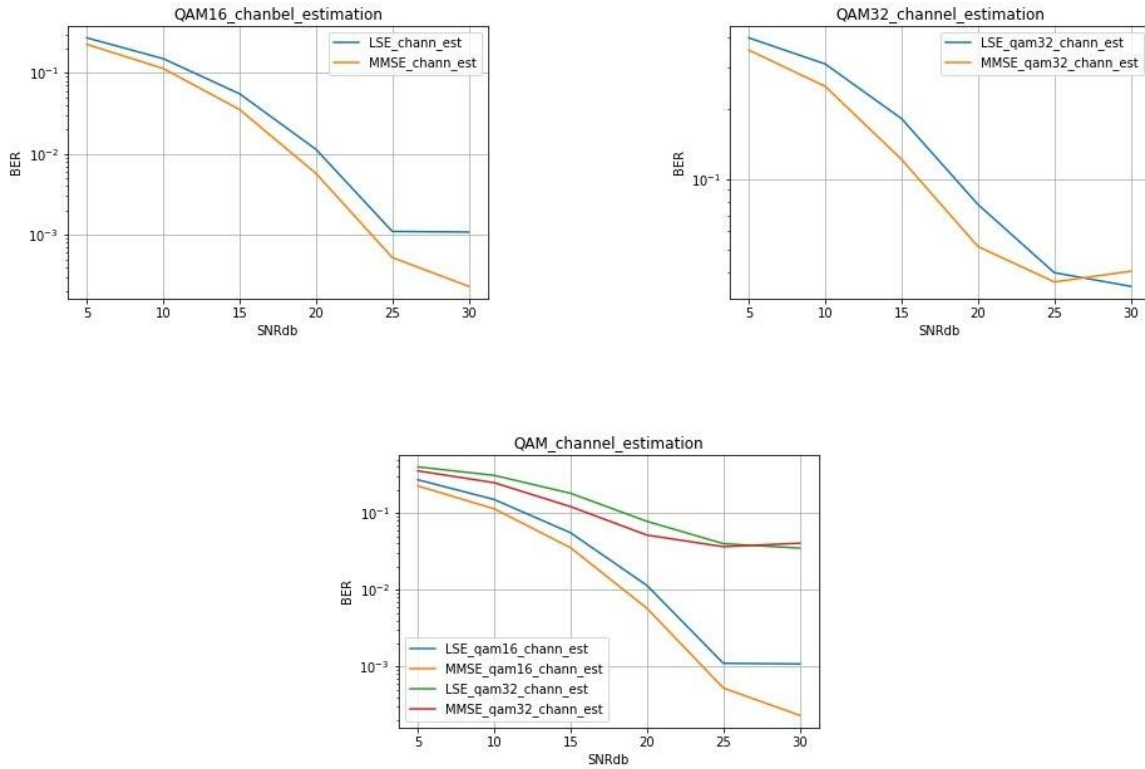 QAM16_chanbel_estimation
LSE_chann_est
MMSE_chann_est
10⁻¹
10⁻²
10⁻³
BER
5 10 15 20 25 30
SNRdb
QAM32_channel_estimation
LSE_qam32_chann_est
MMSE_qam32_chann_est
10⁻¹
BER
5 10 15 20 25 30
SNRdb
QAM_channel_estimation
10⁻¹
10⁻²
10⁻³
BER
LSE_qam16_chann_est
MMSE_qam16_chann_est
LSE_qam32_chann_est
MMSE_qam32_chann_est
5 10 15 20 25 30
SNRdb